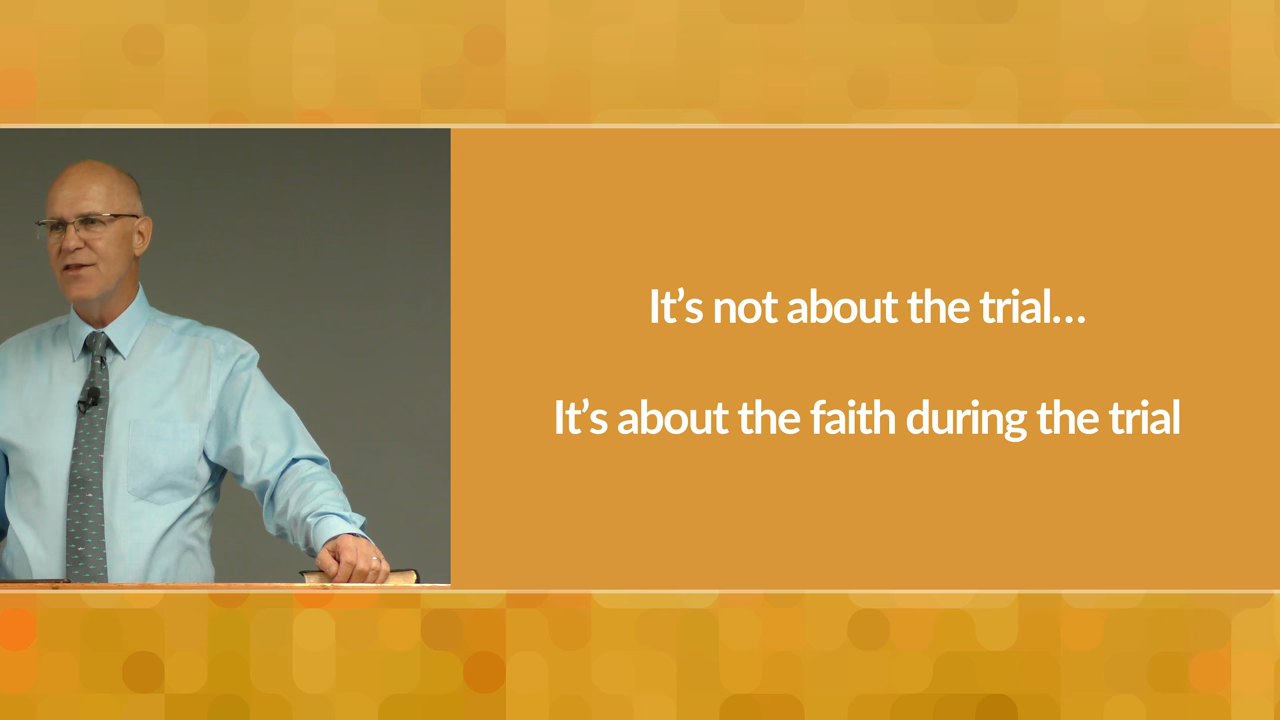 It’s not about the trial…
It’s about the faith during the trial